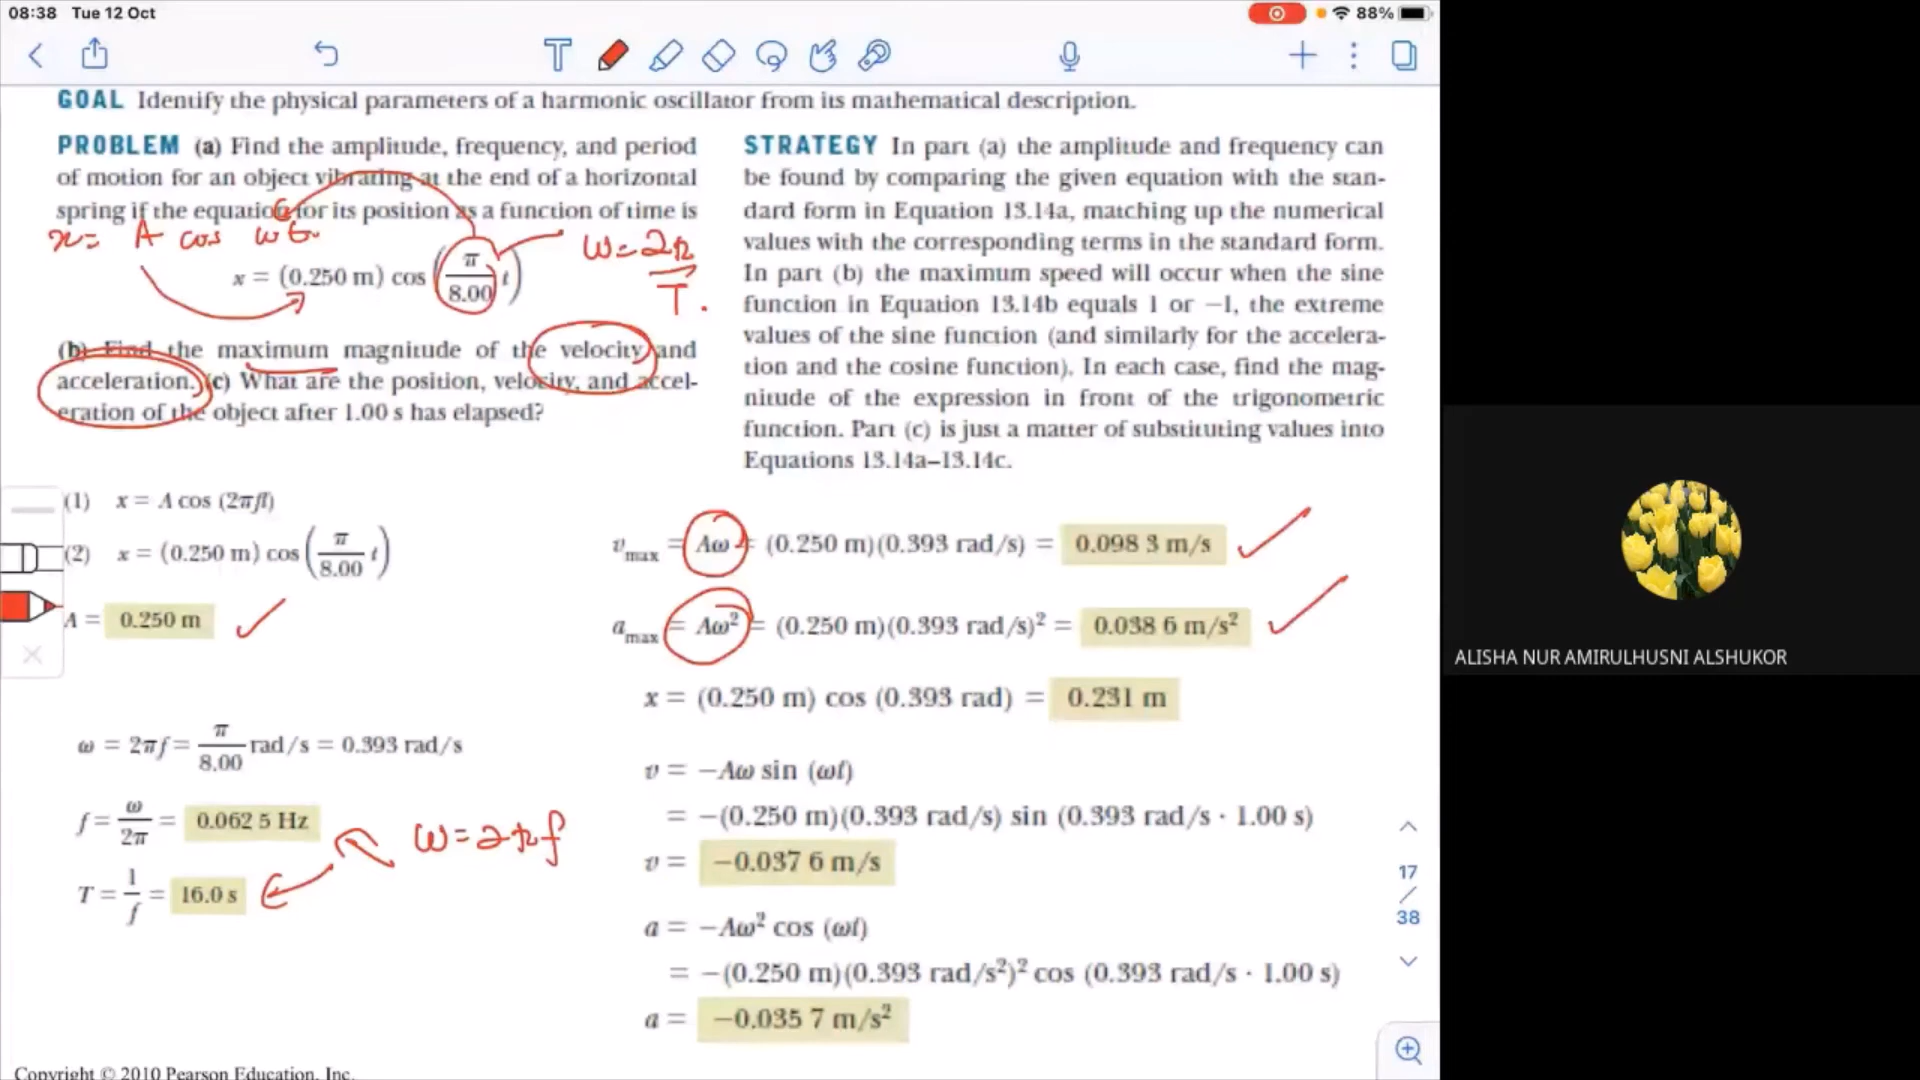 08:38 Tue 12 Oct
88%
GOAL Identify the physical parameters of a harmonic oscillator from its mathematical description.
PROBLEM (a) Find the amplitude, frequency, and period
of motion for an object vibrating at the end of a horizontal
spring if the equation for its position as a function of time is
x = A cos ωt.
x = (0.250 m) cos (π/8.00 t)
ω = 2π/T.
(b) Find the maximum magnitude of the velocity and
acceleration. (c) What are the position, velocity, and accel-
eration of the object after 1.00 s has elapsed?
STRATEGY In part (a) the amplitude and frequency can
be found by comparing the given equation with the stan-
dard form in Equation 13.14a, matching up the numerical
values with the corresponding terms in the standard form.
In part (b) the maximum speed will occur when the sine
function in Equation 13.14b equals 1 or −1, the extreme
values of the sine function (and similarly for the accelera-
tion and the cosine function). In each case, find the mag-
nitude of the expression in front of the trigonometric
function. Part (c) is just a matter of substituting values into
Equations 13.14a–13.14c.
(1) x = A cos (2πft)
(2) x = (0.250 m) cos (π/8.00 t)
A = 0.250 m
ω = 2πf = π/8.00 rad/s = 0.393 rad/s
f = ω/2π = 0.062 5 Hz
ω = 2πf
T = 1/f = 16.0 s
vmax = Aω = (0.250 m)(0.393 rad/s) = 0.098 3 m/s
amax = Aω² = (0.250 m)(0.393 rad/s)² = 0.038 6 m/s²
x = (0.250 m) cos (0.393 rad) = 0.231 m
v = −Aω sin (ωt)
= −(0.250 m)(0.393 rad/s) sin (0.393 rad/s · 1.00 s)
v = −0.037 6 m/s
a = −Aω² cos (ωt)
= −(0.250 m)(0.393 rad/s²)² cos (0.393 rad/s · 1.00 s)
a = −0.035 7 m/s²
17
/
38
Copyright © 2010 Pearson Education, Inc.
ALISHA NUR AMIRULHUSNI ALSHUKOR